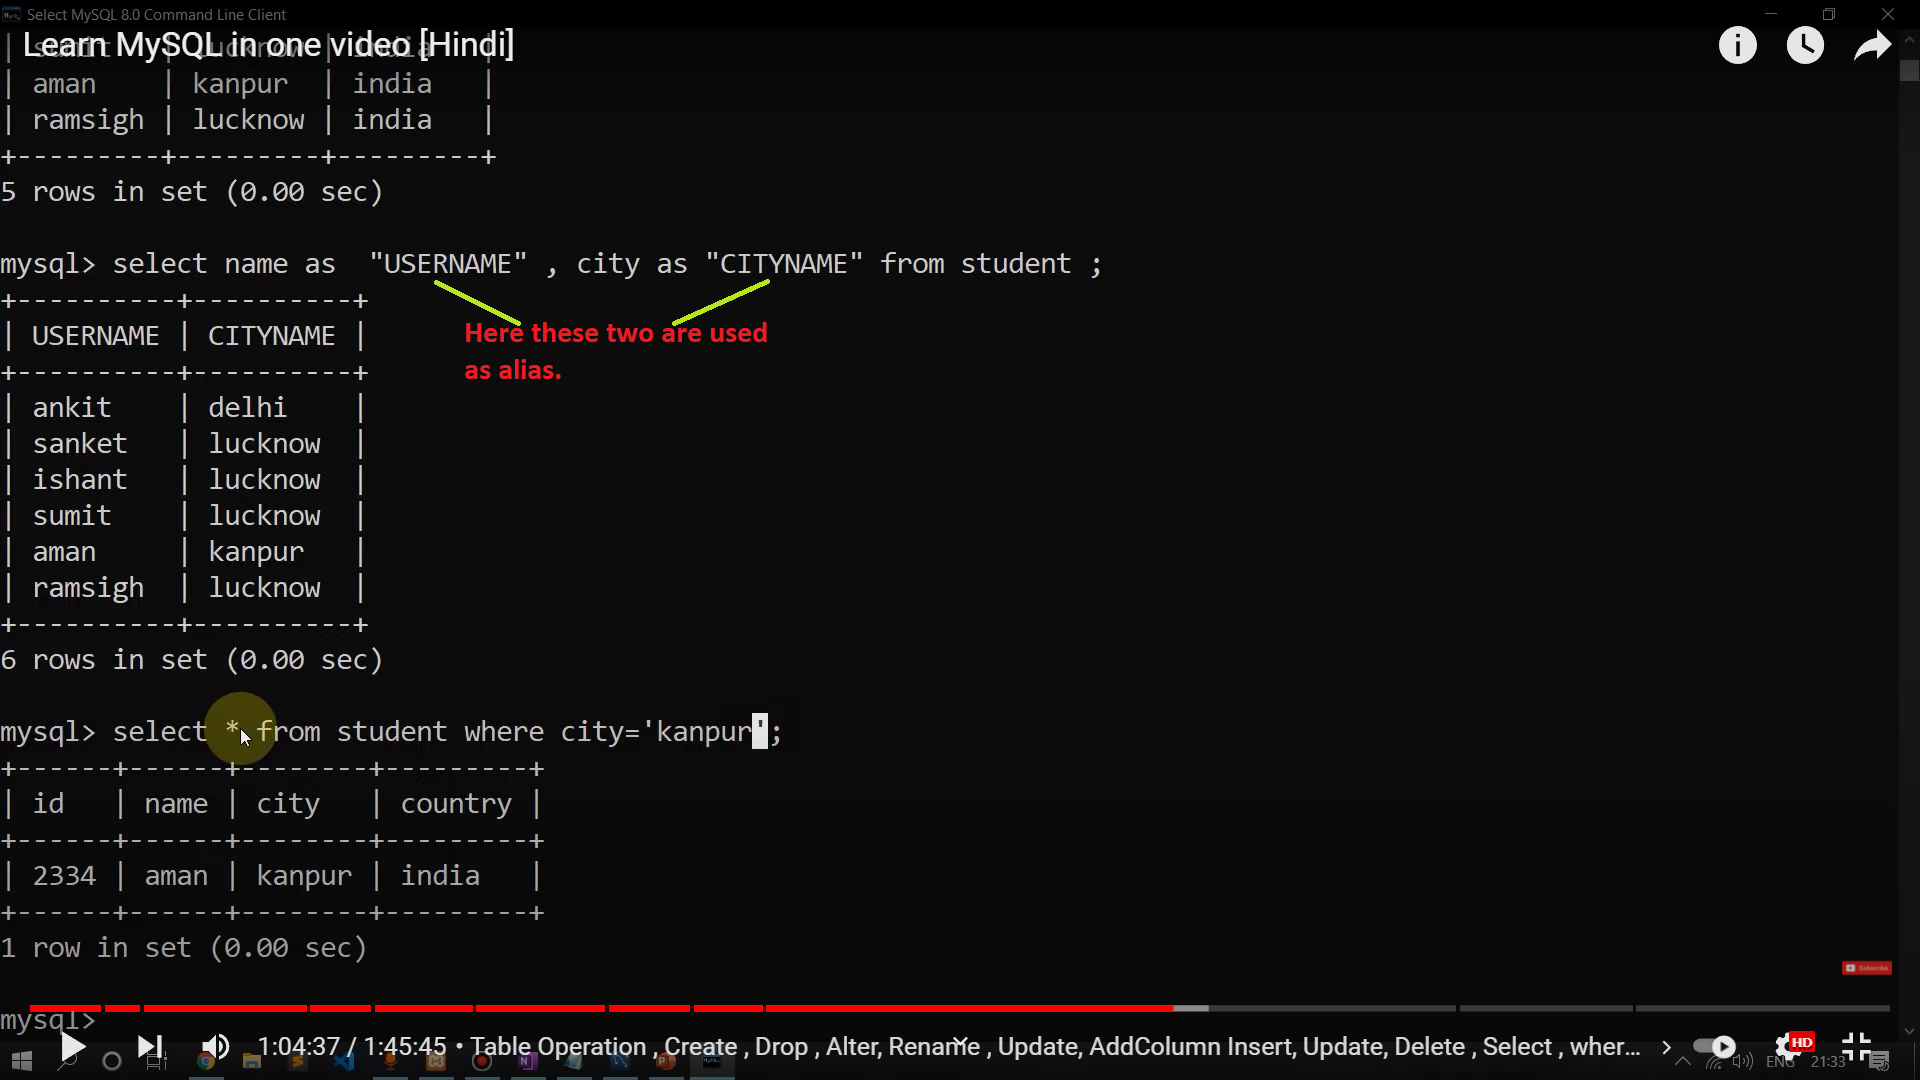 Select MySQL 8.0 Command Line Client
Learn MySQL in one video [Hindi]
| sumit | lucknow | india |
| aman | kanpur | india |
| ramsigh | lucknow | india |
+---------+---------+---------+
5 rows in set (0.00 sec)
mysql> select name as "USERNAME" , city as "CITYNAME" from student ;
+----------+----------+
| USERNAME | CITYNAME |
+----------+----------+
Here these two are used
as alias.
| ankit | delhi |
| sanket | lucknow |
| ishant | lucknow |
| sumit | lucknow |
| aman | kanpur |
| ramsigh | lucknow |
+----------+----------+
6 rows in set (0.00 sec)
mysql> select * from student where city='kanpur';
+------+------+--------+---------+
| id | name | city | country |
+------+------+--------+---------+
| 2334 | aman | kanpur | india |
+------+------+--------+---------+
1 row in set (0.00 sec)
Subscribe
mysql>
1:04:37 / 1:45:45 • Table Operation , Create , Drop , Alter, Rename , Update, AddColumn Insert, Update, Delete , Select , wher...
HD
ENG 21:33